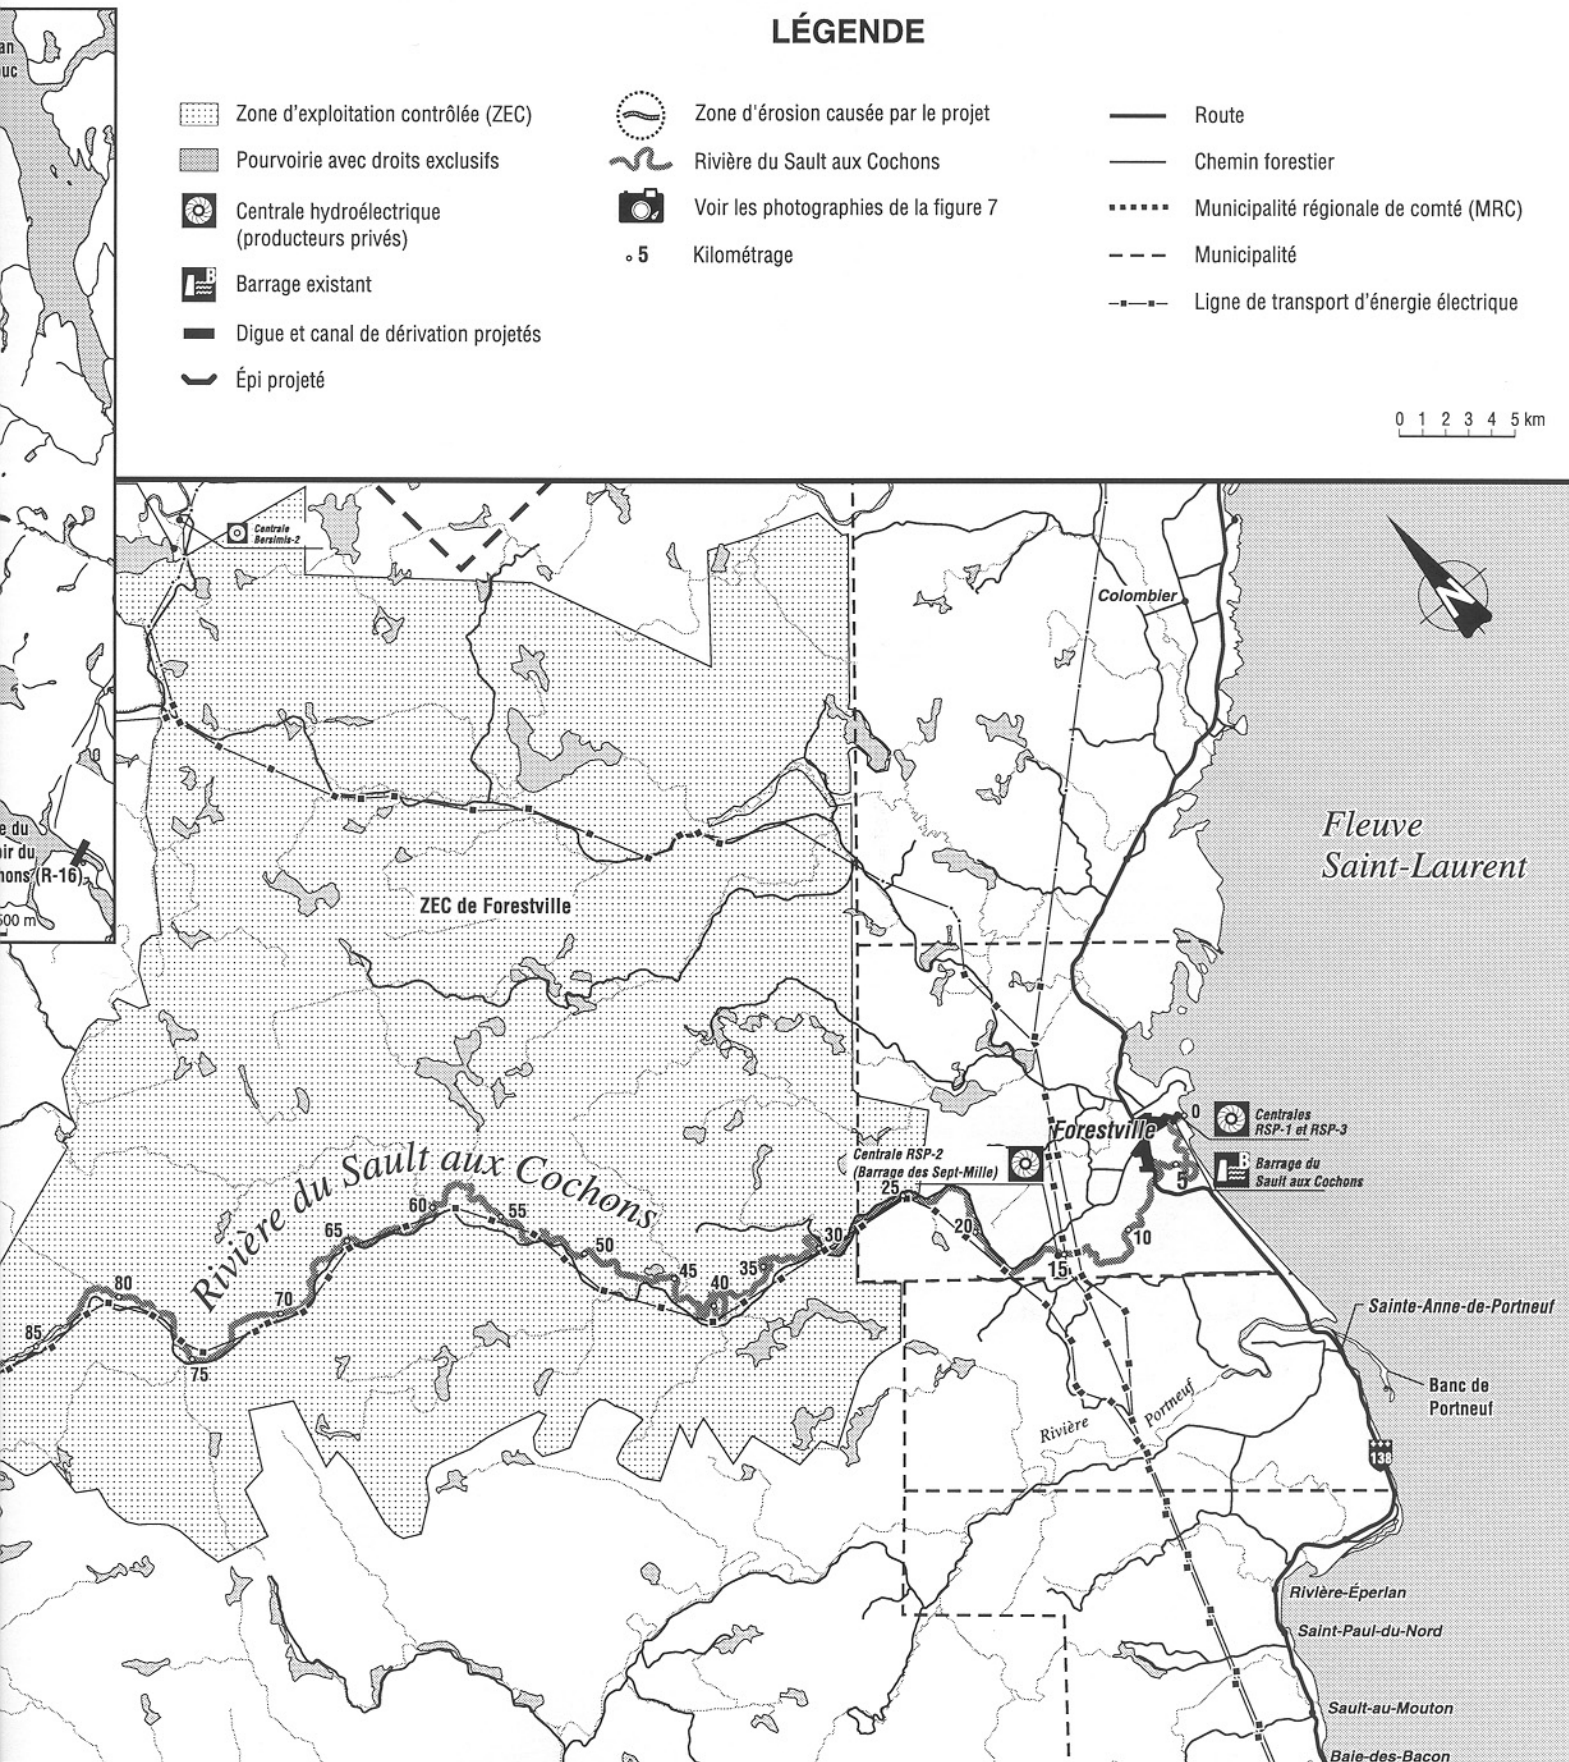 LÉGENDE
Zone d'exploitation contrôlée (ZEC)
Pourvoirie avec droits exclusifs
Centrale hydroélectrique
(producteurs privés)
B
Barrage existant
Digue et canal de dérivation projetés
Épi projeté
Zone d'érosion causée par le projet
Rivière du Sault aux Cochons
Voir les photographies de la figure 7
5 Kilométrage
Route
Chemin forestier
Municipalité régionale de comté (MRC)
Municipalité
Ligne de transport d'énergie électrique
0 1 2 3 4 5 km
Centrale
Bersimis-2
Colombier
N
Fleuve
Saint-Laurent
e du
oir du
hons (R-16)
500 m
ZEC de Forestville
Rivière du Sault aux Cochons
Forestville
0
Centrales
RSP-1 et RSP-3
Centrale RSP-2
(Barrage des Sept-Mille)
B
Barrage du
Sault aux Cochons
5
10
15
20
25
30
35
40
45
50
55
60
65
70
75
80
85
Sainte-Anne-de-Portneuf
Banc de
Portneuf
Rivière Portneuf
138
Rivière-Éperlan
Saint-Paul-du-Nord
Sault-au-Mouton
Baie-des-Bacon